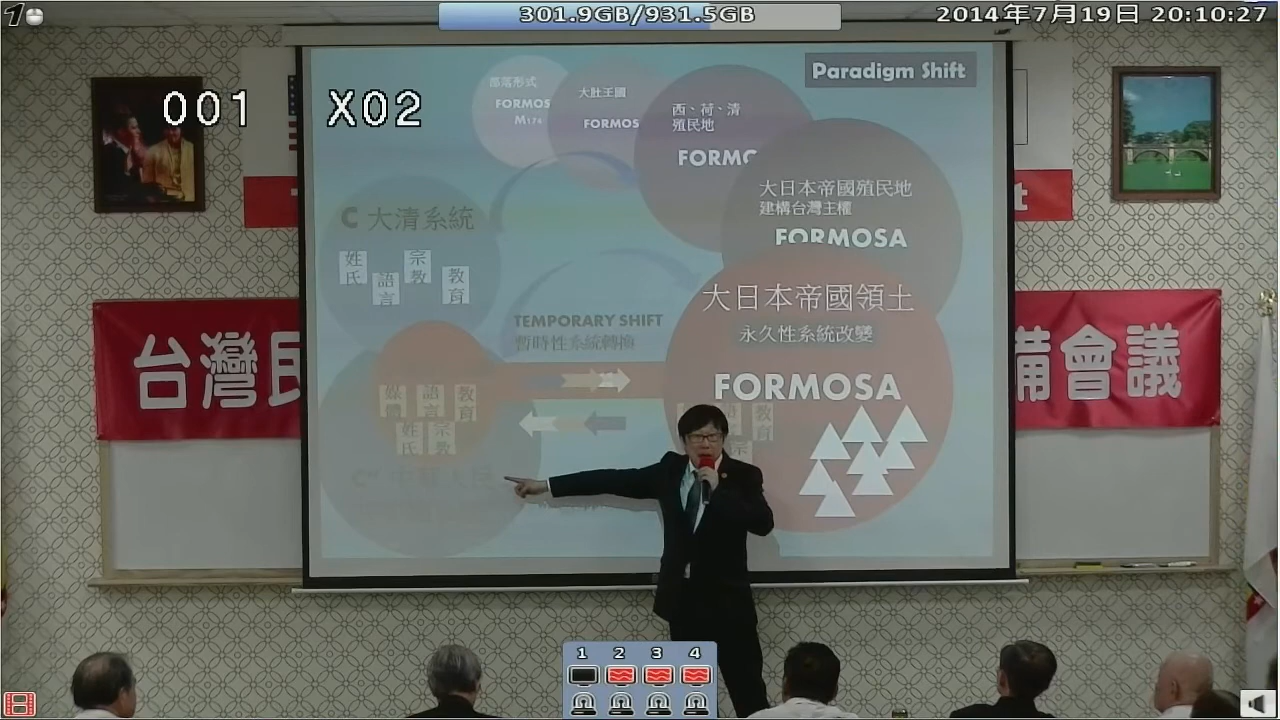 301.9GB/931.5GB
2014年7月19日 20:10:27
001 X02
Paradigm Shift
部落形式
FORMOS
M176
大肚王國
FORMOS
西、荷、清
殖民地
FORMO
大日本帝國殖民地
建構台灣主權
FORMOSA
C 大清系統
姓氏
語言
宗教
教育
大日本帝國領土
永久性系統改變
FORMOSA
TEMPORARY SHIFT
暫時性系統轉換
媒體
語言
教育
姓氏
宗教
教育
台灣民
備會議
t
1 2 3 4